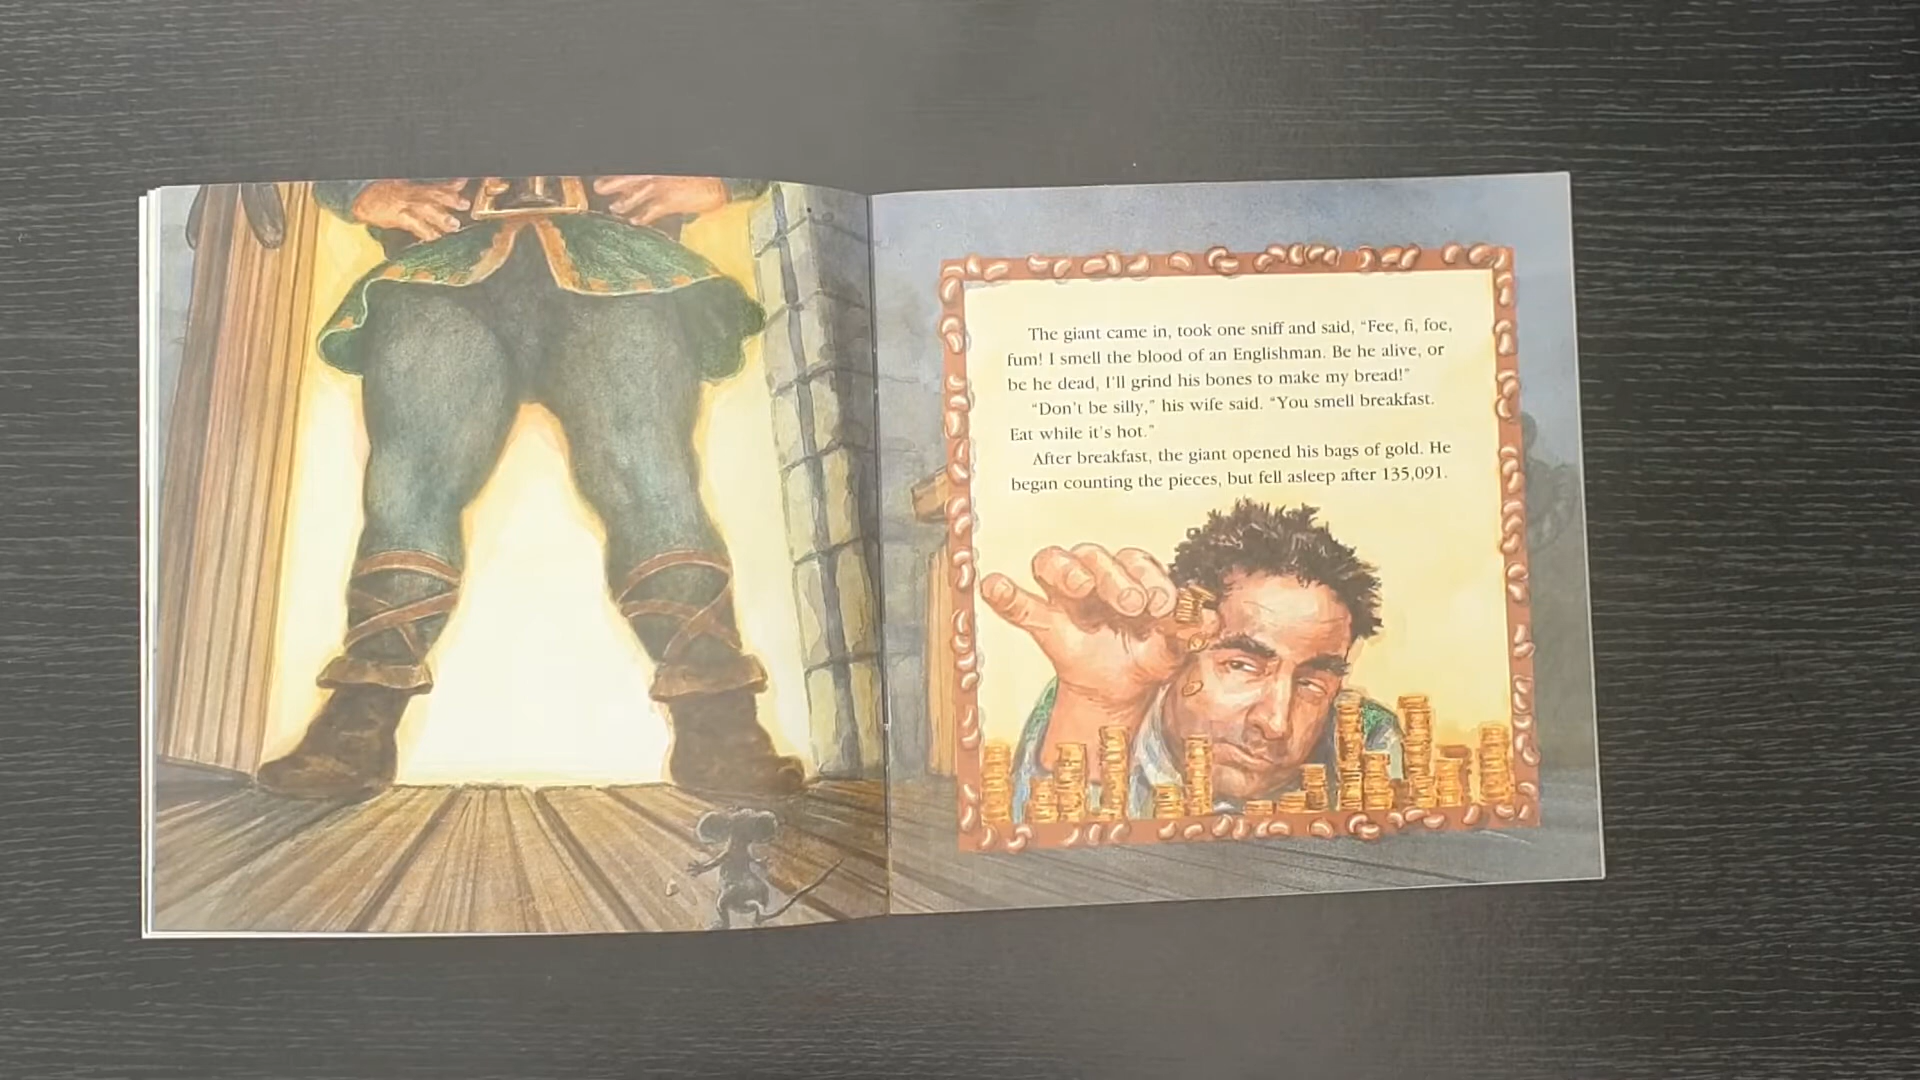 The giant came in, took one sniff and said, “Fee, fi, foe,
fum! I smell the blood of an Englishman. Be he alive, or
be he dead, I'll grind his bones to make my bread!”
“Don't be silly,” his wife said. “You smell breakfast.
Eat while it's hot.”
After breakfast, the giant opened his bags of gold. He
began counting the pieces, but fell asleep after 135,091.